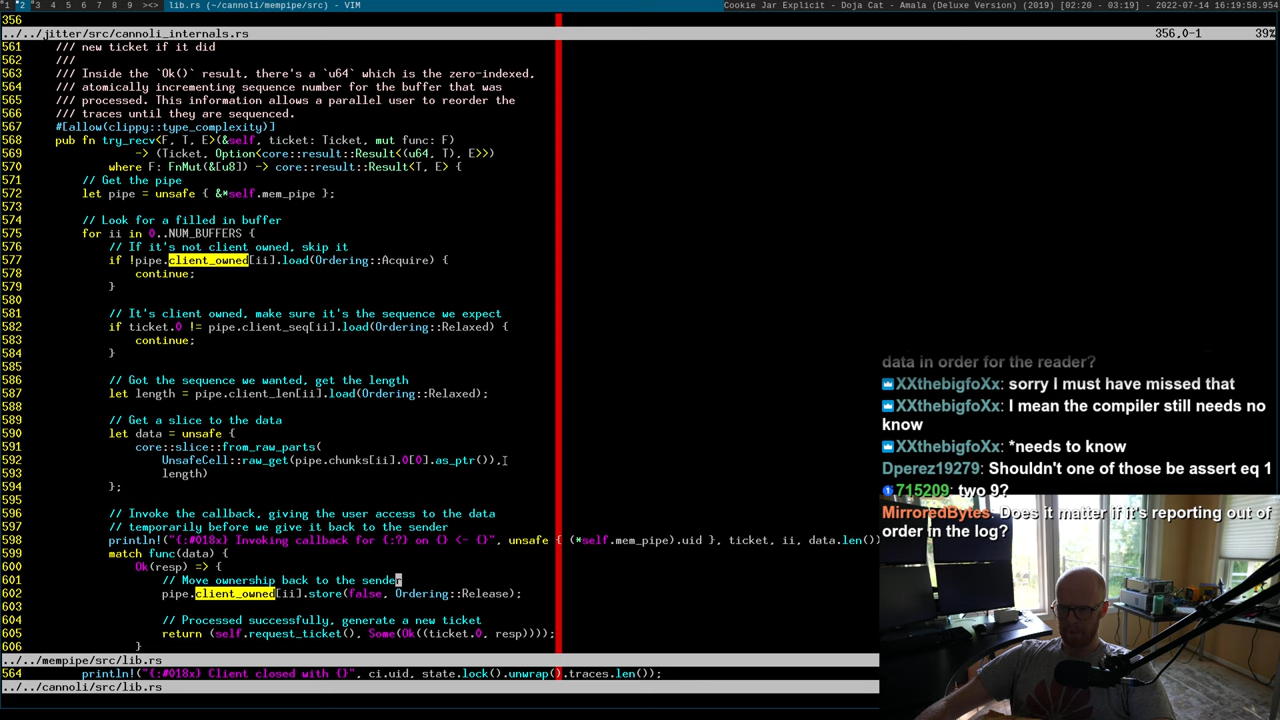 1 2 3 4 5 6 7 8 9 ><> lib.rs (~/cannoli/mempipe/src) - VIM Cookie Jar Explicit - Doja Cat - Amala (Deluxe Version) (2019) [02:20 - 03:19] - 2022-07-14 16:19:58.954
356
../../jitter/src/cannoli_internals.rs 356,0-1 39%
561 /// new ticket if it did
562 ///
563 /// Inside the `Ok()` result, there's a `u64` which is the zero-indexed,
564 /// atomically incrementing sequence number for the buffer that was
565 /// processed. This information allows a parallel user to reorder the
566 /// traces until they are sequenced.
567 #[allow(clippy::type_complexity)]
568 pub fn try_recv<F, T, E>(&self, ticket: Ticket, mut func: F)
569 -> (Ticket, Option<core::result::Result<(u64, T), E>>)
570 where F: FnMut(&[u8]) -> core::result::Result<T, E> {
571 // Get the pipe
572 let pipe = unsafe { &*self.mem_pipe };
573
574 // Look for a filled in buffer
575 for ii in 0..NUM_BUFFERS {
576 // If it's not client owned, skip it
577 if !pipe.client_owned[ii].load(Ordering::Acquire) {
578 continue;
579 }
580
581 // It's client owned, make sure it's the sequence we expect
582 if ticket.0 != pipe.client_seq[ii].load(Ordering::Relaxed) {
583 continue;
584 }
585
586 // Got the sequence we wanted, get the length
587 let length = pipe.client_len[ii].load(Ordering::Relaxed);
588
589 // Get a slice to the data
590 let data = unsafe {
591 core::slice::from_raw_parts(
592 UnsafeCell::raw_get(pipe.chunks[ii].0[0].as_ptr()),
593 length)
594 };
595
596 // Invoke the callback, giving the user access to the data
597 // temporarily before we give it back to the sender
598 println!("{:#018x} Invoking callback for {:?} on {} <- {}", unsafe { (*self.mem_pipe).uid }, ticket, ii, data.len())
599 match func(data) {
600 Ok(resp) => {
601 // Move ownership back to the sender
602 pipe.client_owned[ii].store(false, Ordering::Release);
603
604 // Processed successfully, generate a new ticket
605 return (self.request_ticket(), Some(Ok((ticket.0, resp))));
606 }
../../mempipe/src/lib.rs
564 println!("{:#018x} Client closed with {}", ci.uid, state.lock().unwrap().traces.len());
../../cannoli/src/lib.rs
data in order for the reader?
XXthebigfoXx: sorry I must have missed that
XXthebigfoXx: I mean the compiler still needs no
know
XXthebigfoXx: *needs to know
Dperez19279: Shouldn't one of those be assert eq 1
715209: two 9?
MirroredBytes: Does it matter if it's reporting out of
order in the log?